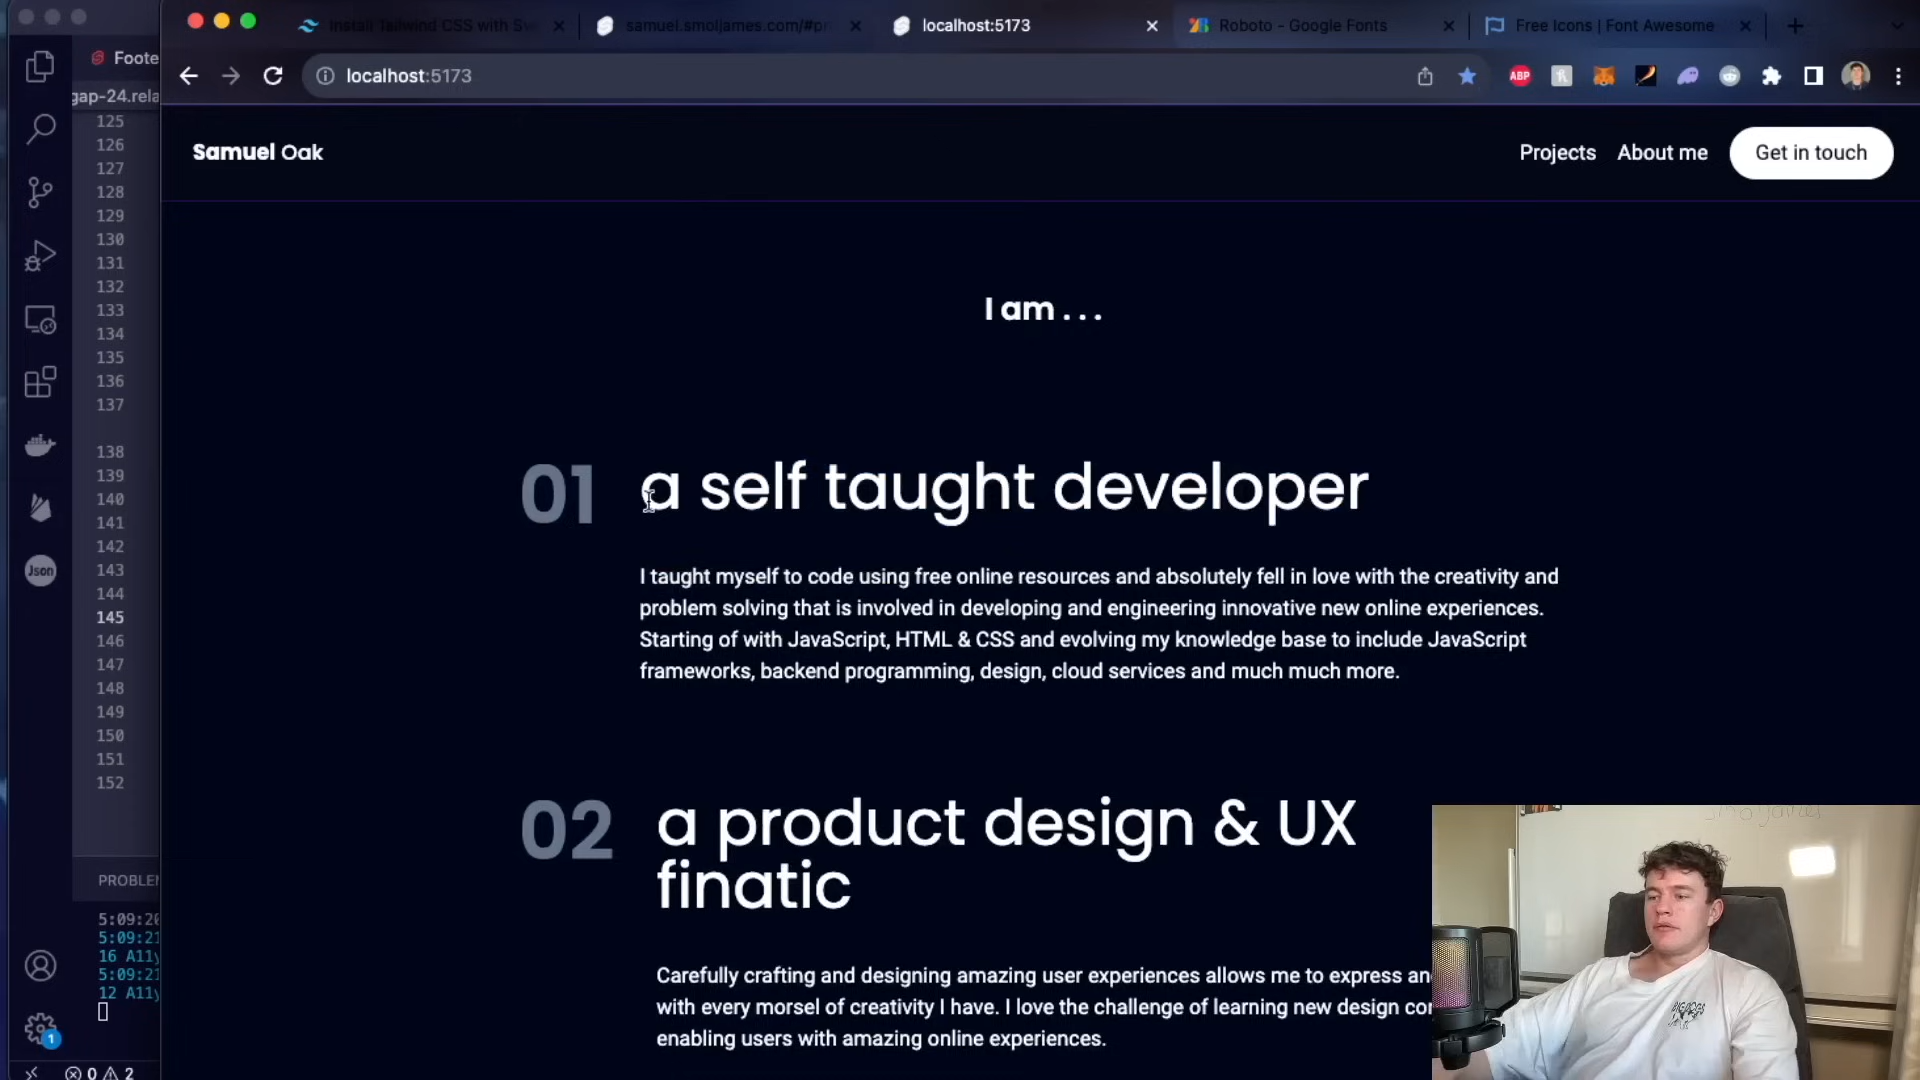 Install Tailwind CSS with Sv
samuel.smoljames.com/#pr
localhost:5173
Roboto - Google Fonts
Free Icons | Font Awesome
Foote
localhost:5173
ABP
gap-24.rela
125
126
127
128
129
130
131
132
133
134
135
136
137
138
139
140
141
142
143
144
145
146
147
148
149
150
151
152
Json
Samuel Oak
Projects
About me
Get in touch
I am . . .
01
a self taught developer
I taught myself to code using free online resources and absolutely fell in love with the creativity and
problem solving that is involved in developing and engineering innovative new online experiences.
Starting of with JavaScript, HTML & CSS and evolving my knowledge base to include JavaScript
frameworks, backend programming, design, cloud services and much much more.
02
a product design & UX
finatic
Carefully crafting and designing amazing user experiences allows me to express an
with every morsel of creativity I have. I love the challenge of learning new design co
enabling users with amazing online experiences.
PROBLEM
5:09:20
5:09:21
16 A11y
5:09:21
12 A11y
1
0
2